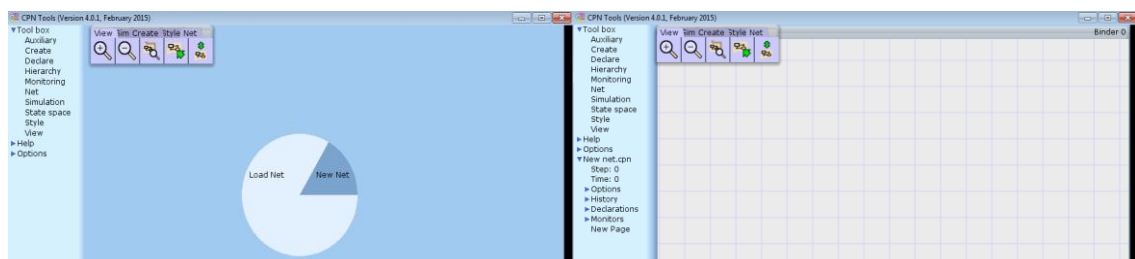 CPN Tools (Version 4.0.1, February 2015)
Tool box
Auxiliary
Create
Declare
Hierarchy
Monitoring
Net
Simulation
State space
Style
View
Help
Options
View Sim Create Style Net
Load Net
New Net
CPN Tools (Version 4.0.1, February 2015)
Tool box
Auxiliary
Create
Declare
Hierarchy
Monitoring
Net
Simulation
State space
Style
View
Help
Options
New net.cpn
Step: 0
Time: 0
Options
History
Declarations
Monitors
New Page
View Sim Create Style Net
Binder 0